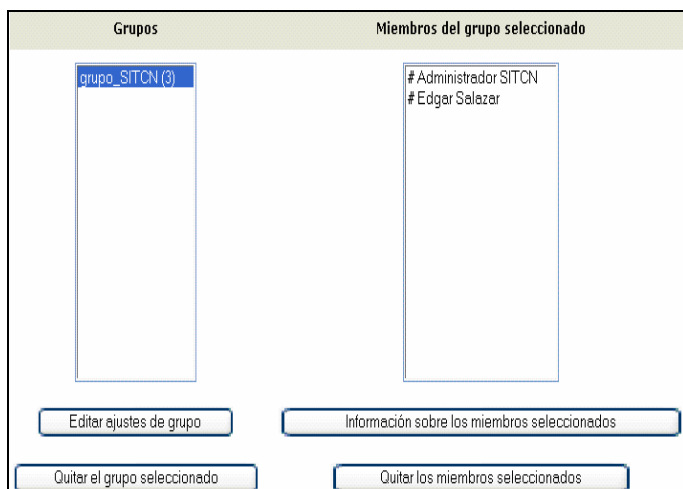 Grupos
Miembros del grupo seleccionado
grupo_SITCN (3)
# Administrador SITCN
# Edgar Salazar
Editar ajustes de grupo
Información sobre los miembros seleccionados
Quitar el grupo seleccionado
Quitar los miembros seleccionados